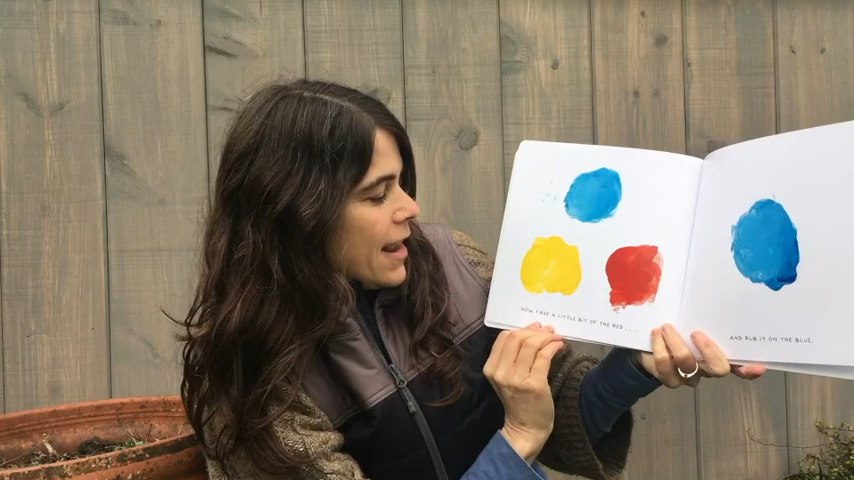 NOW TAKE A LITTLE BIT OF THE RED...
AND RUB IT ON THE BLUE.